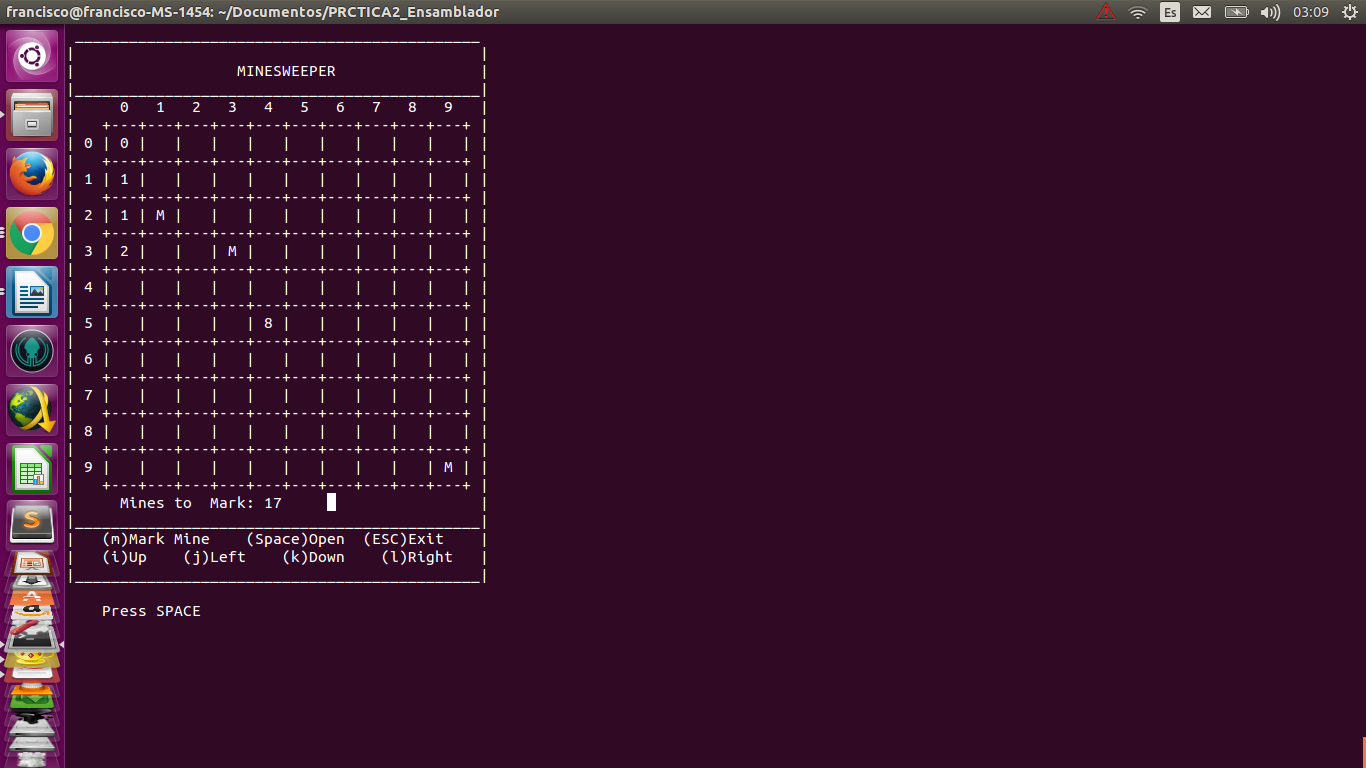 francisco@francisco-MS-1454: ~/Documentos/PRCTICA2_Ensamblador Es 03:09
MINESWEEPER
0 1 2 3 4 5 6 7 8 9
0 0
1 1
2 1 M
3 2 M
4
5 8
6
7
8
9 M
Mines to Mark: 17
(m)Mark Mine (Space)Open (ESC)Exit
(i)Up (j)Left (k)Down (l)Right
Press SPACE